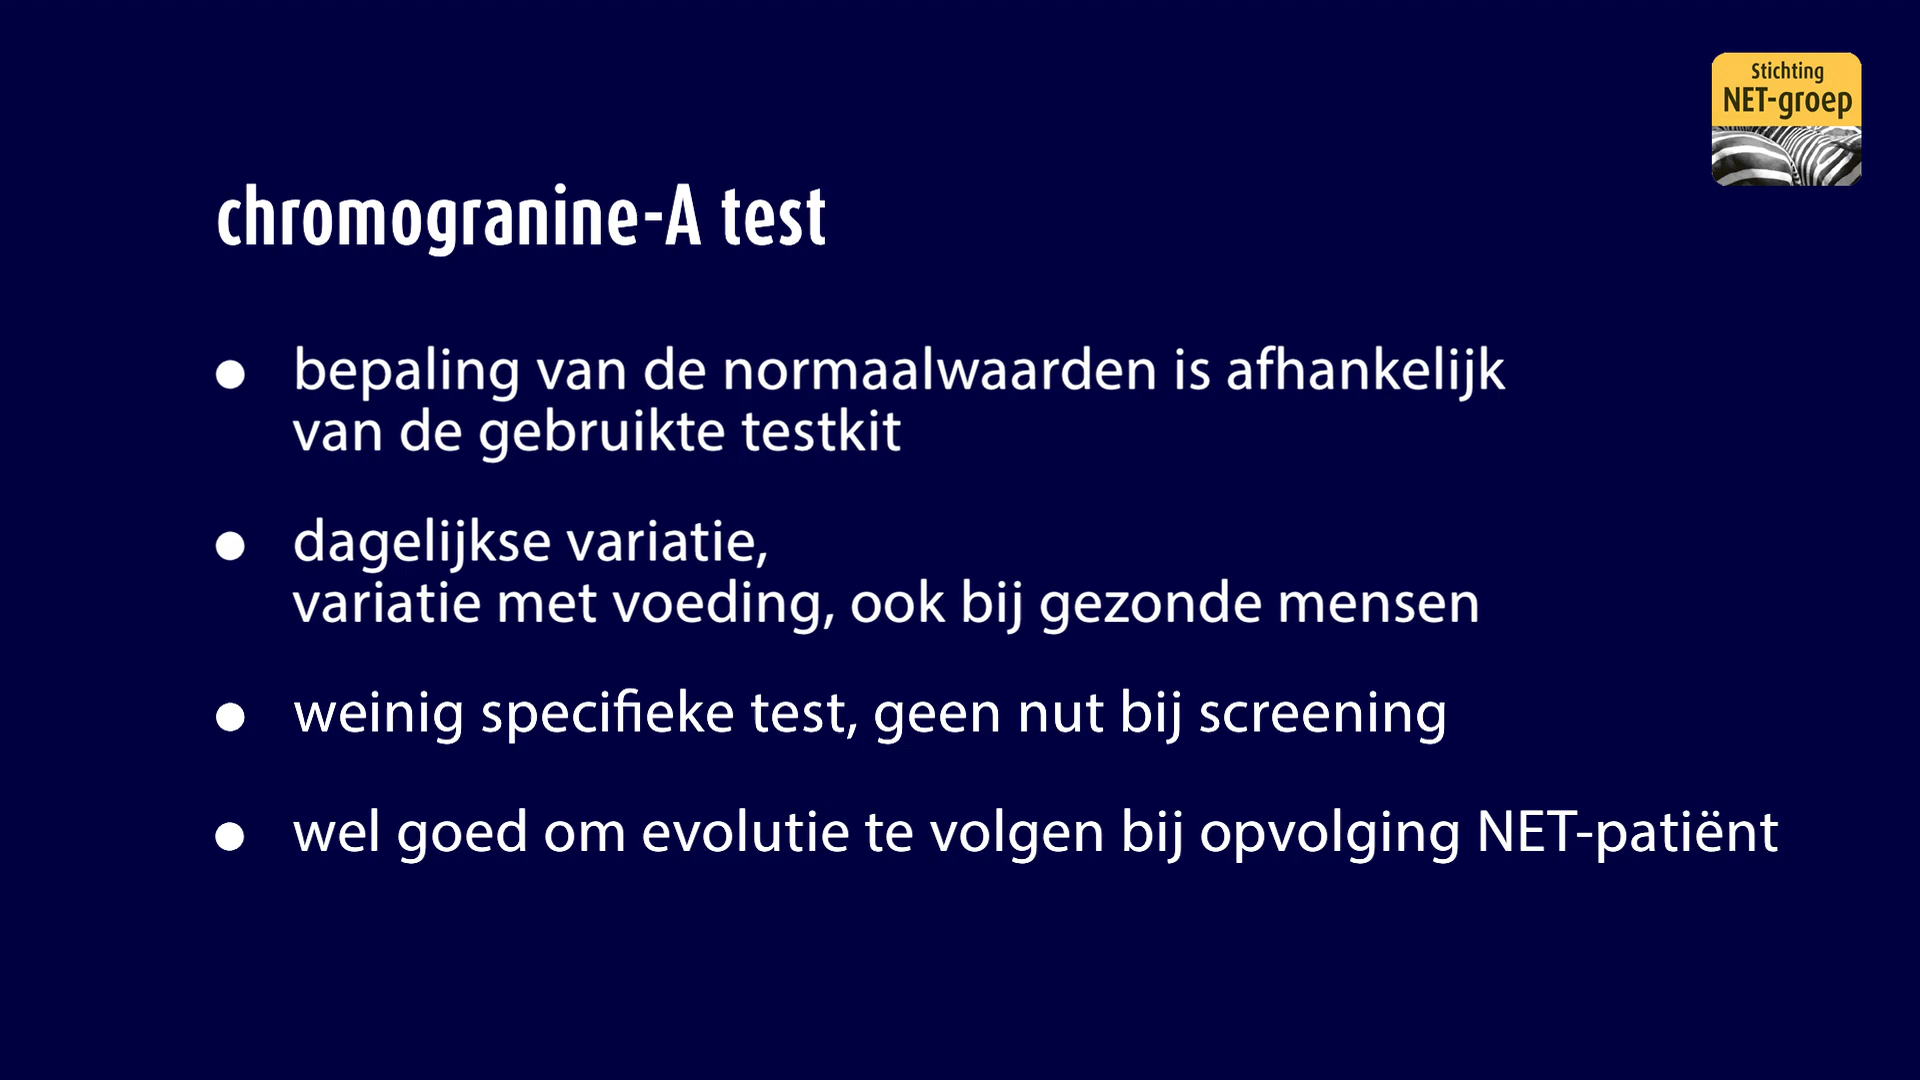 Stichting
NET-groep
chromogranine-A test
● bepaling van de normaalwaarden is afhankelijk
van de gebruikte testkit
● dagelijkse variatie,
variatie met voeding, ook bij gezonde mensen
● weinig specifieke test, geen nut bij screening
● wel goed om evolutie te volgen bij opvolging NET-patiënt